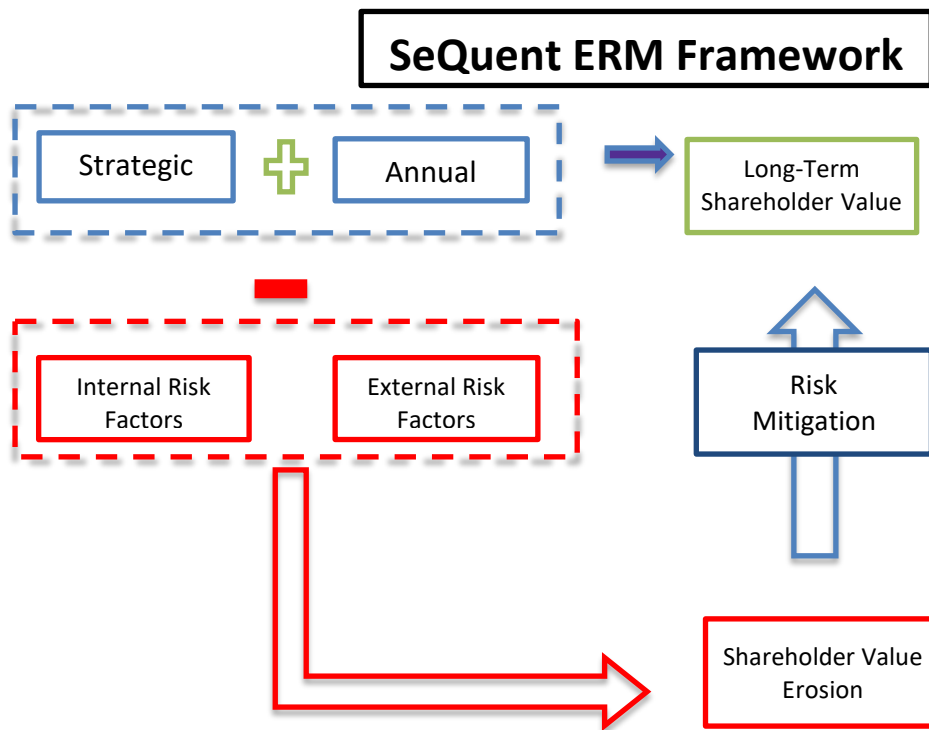 SeQuent ERM Framework
Strategic
Annual
Long-Term
Shareholder Value
Internal Risk
Factors
External Risk
Factors
Risk
Mitigation
Shareholder Value
Erosion